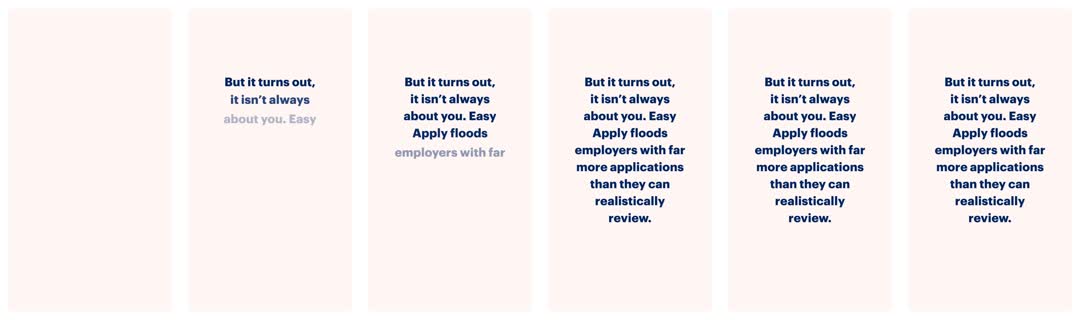 But it turns out,
it isn't always
about you. Easy
But it turns out,
it isn't always
about you. Easy
Apply floods
employers with far
But it turns out,
it isn't always
about you. Easy
Apply floods
employers with far
more applications
than they can
realistically
review.
But it turns out,
it isn't always
about you. Easy
Apply floods
employers with far
more applications
than they can
realistically
review.
But it turns out,
it isn't always
about you. Easy
Apply floods
employers with far
more applications
than they can
realistically
review.